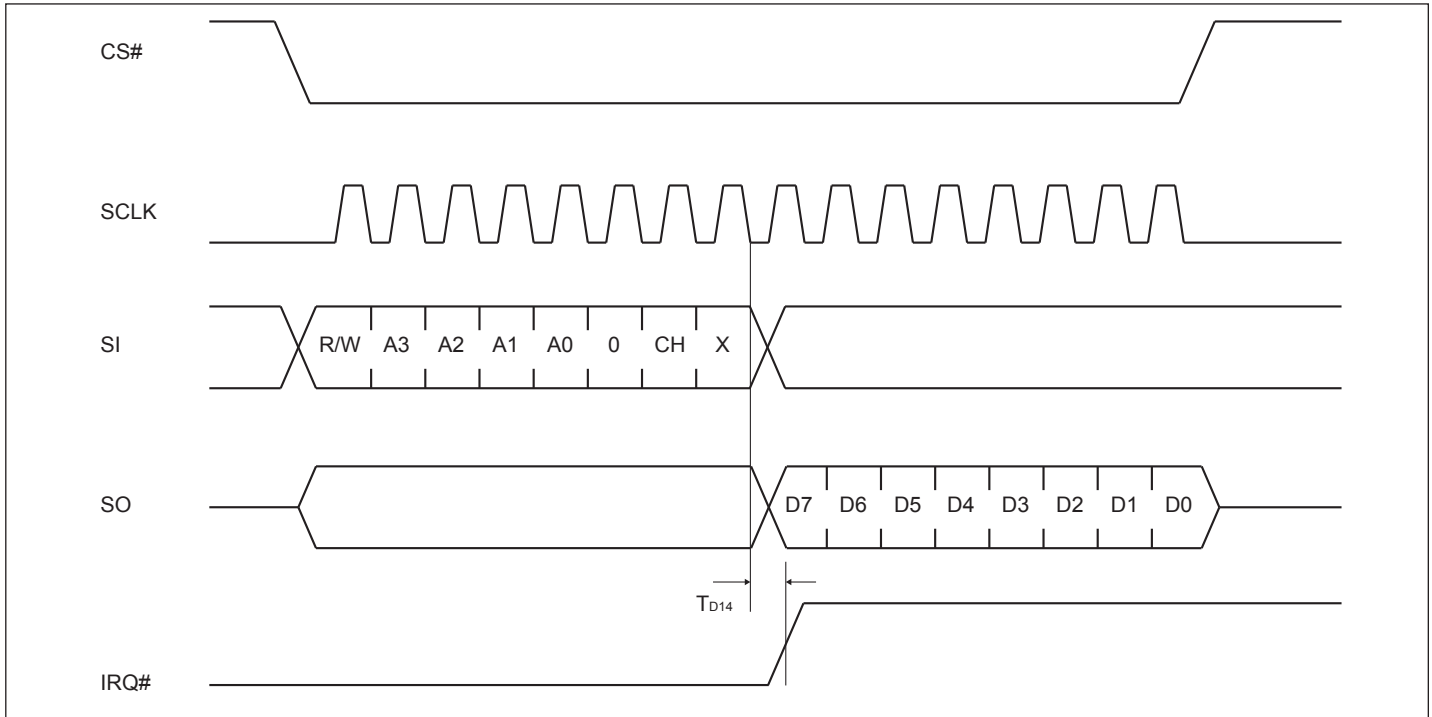 CS#
SCLK
SI R/W A3 A2 A1 A0 0 CH X
SO D7 D6 D5 D4 D3 D2 D1 D0
TD14
IRQ#